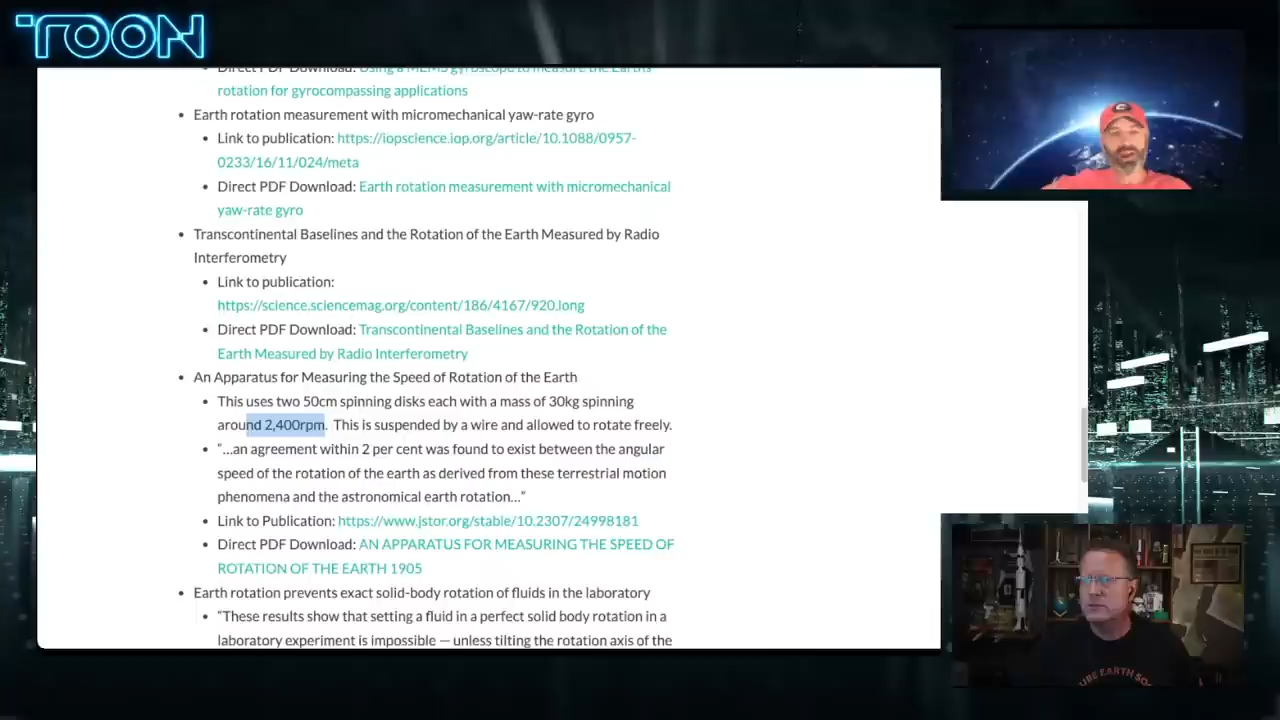 TOON
Direct PDF Download: Using a MEMS gyroscope to measure the Earth's
rotation for gyrocompassing applications
Earth rotation measurement with micromechanical yaw-rate gyro
Link to publication: https://iopscience.iop.org/article/10.1088/0957-
0233/16/11/024/meta
Direct PDF Download: Earth rotation measurement with micromechanical
yaw-rate gyro
Transcontinental Baselines and the Rotation of the Earth Measured by Radio
Interferometry
Link to publication:
https://science.sciencemag.org/content/186/4167/920.long
Direct PDF Download: Transcontinental Baselines and the Rotation of the
Earth Measured by Radio Interferometry
An Apparatus for Measuring the Speed of Rotation of the Earth
This uses two 50cm spinning disks each with a mass of 30kg spinning
around 2,400rpm. This is suspended by a wire and allowed to rotate freely.
“…an agreement within 2 per cent was found to exist between the angular
speed of the rotation of the earth as derived from these terrestrial motion
phenomena and the astronomical earth rotation…”
Link to Publication: https://www.jstor.org/stable/10.2307/24998181
Direct PDF Download: AN APPARATUS FOR MEASURING THE SPEED OF
ROTATION OF THE EARTH 1905
Earth rotation prevents exact solid-body rotation of fluids in the laboratory
“These results show that setting a fluid in a perfect solid body rotation in a
laboratory experiment is impossible — unless tilting the rotation axis of the
UBE EARTH SO